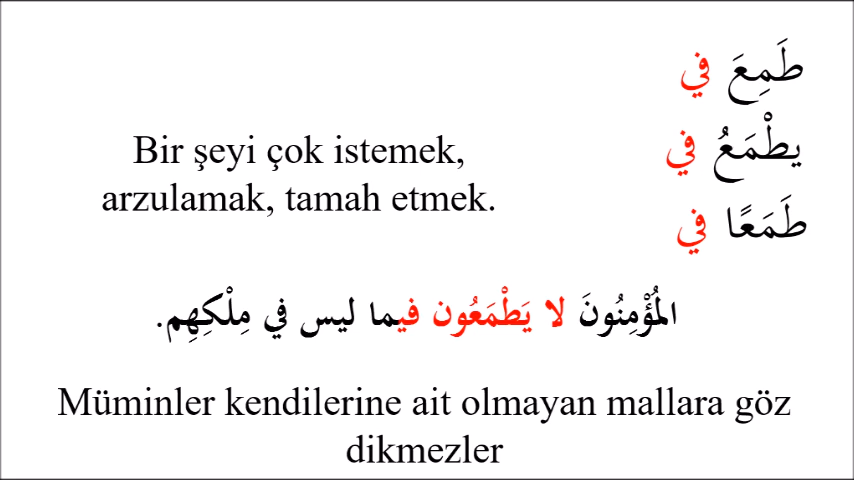 طَمِعَ في
يطْمَعُ في
طَمَعًا في
Bir şeyi çok istemek,
arzulamak, tamah etmek.
المُؤْمِنُونَ لا يَطْمَعُون فيما ليس في مِلْكِهِم.
Müminler kendilerine ait olmayan mallara göz
dikmezler